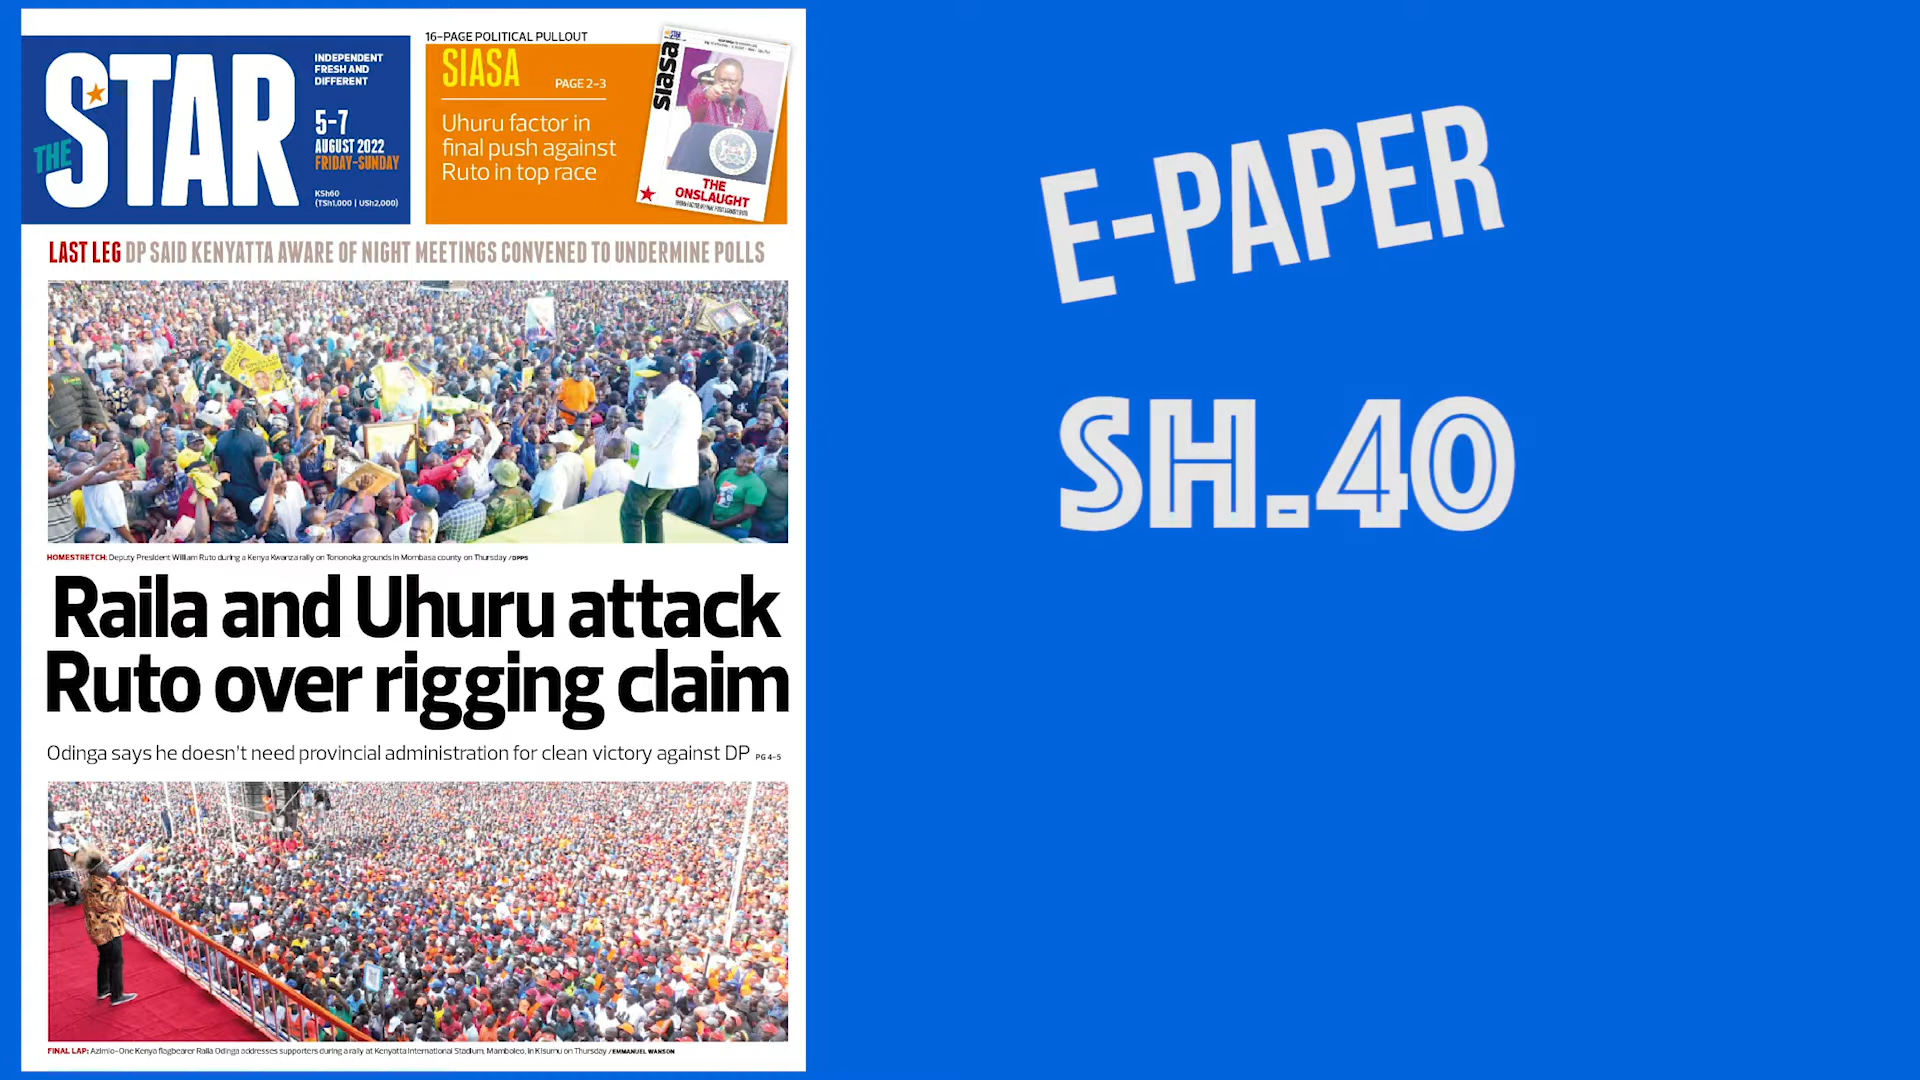 THE STAR
INDEPENDENT
FRESH AND
DIFFERENT
5-7
AUGUST 2022
FRIDAY-SUNDAY
KSh60
(TSh1,000 | USh2,000)
16-PAGE POLITICAL PULLOUT
SIASA
PAGE 2-3
Uhuru factor in
final push against
Ruto in top race
siasa
THE
ONSLAUGHT
LAST LEG DP SAID KENYATTA AWARE OF NIGHT MEETINGS CONVENED TO UNDERMINE POLLS
HOMESTRETCH: Deputy President William Ruto during a Kenya Kwanza rally on Tononoka grounds in Mombasa county on Thursday /DPPS
Raila and Uhuru attack
Ruto over rigging claim
Odinga says he doesn't need provincial administration for clean victory against DP PG 4-5
FINAL LAP: Azimio-One Kenya flagbearer Raila Odinga addresses supporters during a rally at Kenyatta International Stadium, Mamboleo, in Kisumu on Thursday /EMMANUEL WANSON
E-PAPER
SH.40